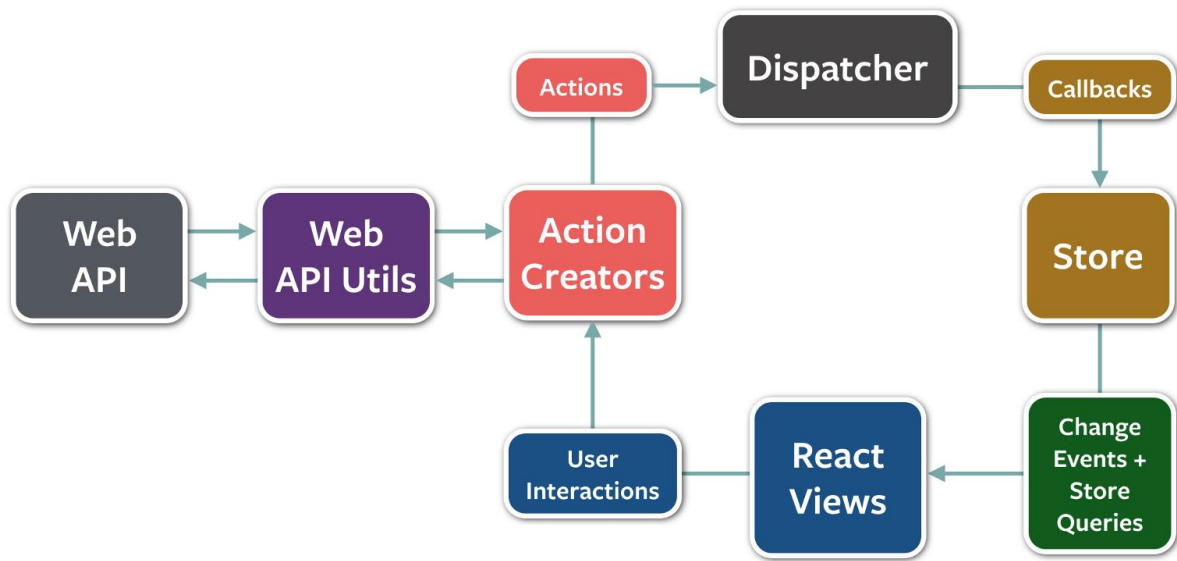 Dispatcher
Actions
Callbacks
Web
API
Web
API Utils
Action
Creators
Store
User
Interactions
React
Views
Change
Events +
Store
Queries